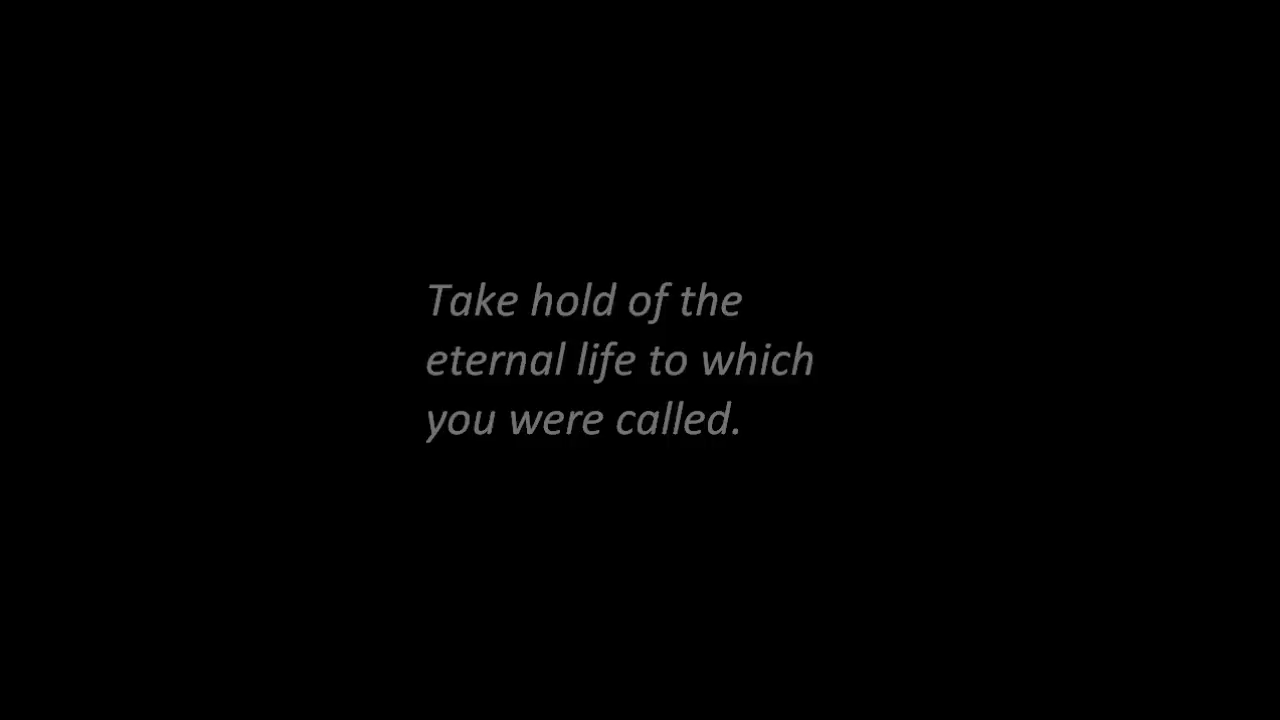 Take hold of the
eternal life to which
you were called.